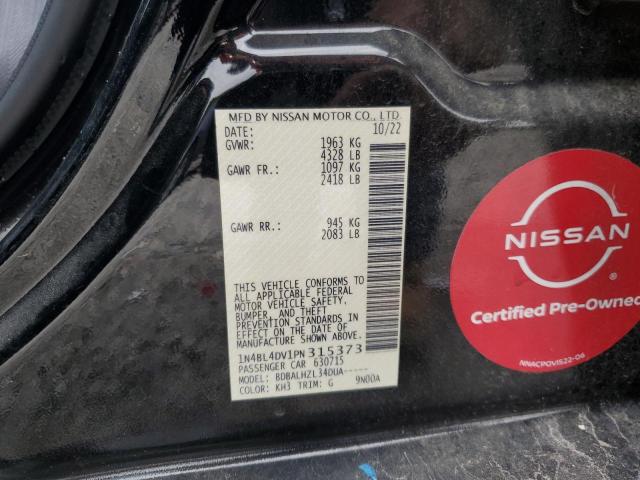 MFD BY NISSAN MOTOR CO., LTD
DATE: 10/22
GVWR: 1963 KG
4328 LB
GAWR FR.: 1097 KG
2418 LB
GAWR RR.: 945 KG
2083 LB
THIS VEHICLE CONFORMS TO
ALL APPLICABLE FEDERAL
MOTOR VEHICLE SAFETY,
BUMPER, AND THEFT
PREVENTION STANDARDS IN
EFFECT ON THE DATE OF
MANUFACTURE SHOWN ABOVE.
1N4BL4DV1PN315373
PASSENGER CAR 630715
MODEL: BDBALHZL34DUA-----
COLOR: KH3 TRIM: G 9N00A
NISSAN
®
Certified Pre-Owned
NNACPOV1522-06